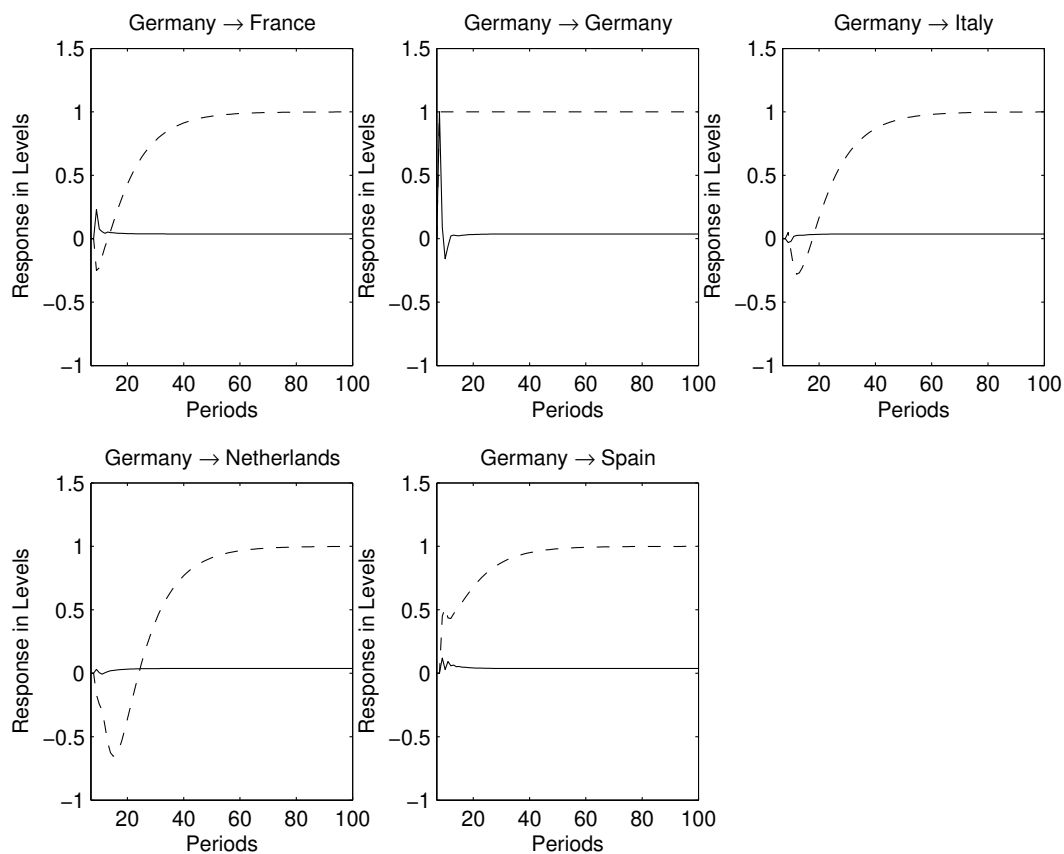 Germany → France
1.5
1
0.5
0
−0.5
−1
Response in Levels
20 40 60 80 100
Periods
Germany → Germany
1.5
1
0.5
0
−0.5
−1
Response in Levels
20 40 60 80 100
Periods
Germany → Italy
1.5
1
0.5
0
−0.5
−1
Response in Levels
20 40 60 80 100
Periods
Germany → Netherlands
1.5
1
0.5
0
−0.5
−1
Response in Levels
20 40 60 80 100
Periods
Germany → Spain
1.5
1
0.5
0
−0.5
−1
Response in Levels
20 40 60 80 100
Periods